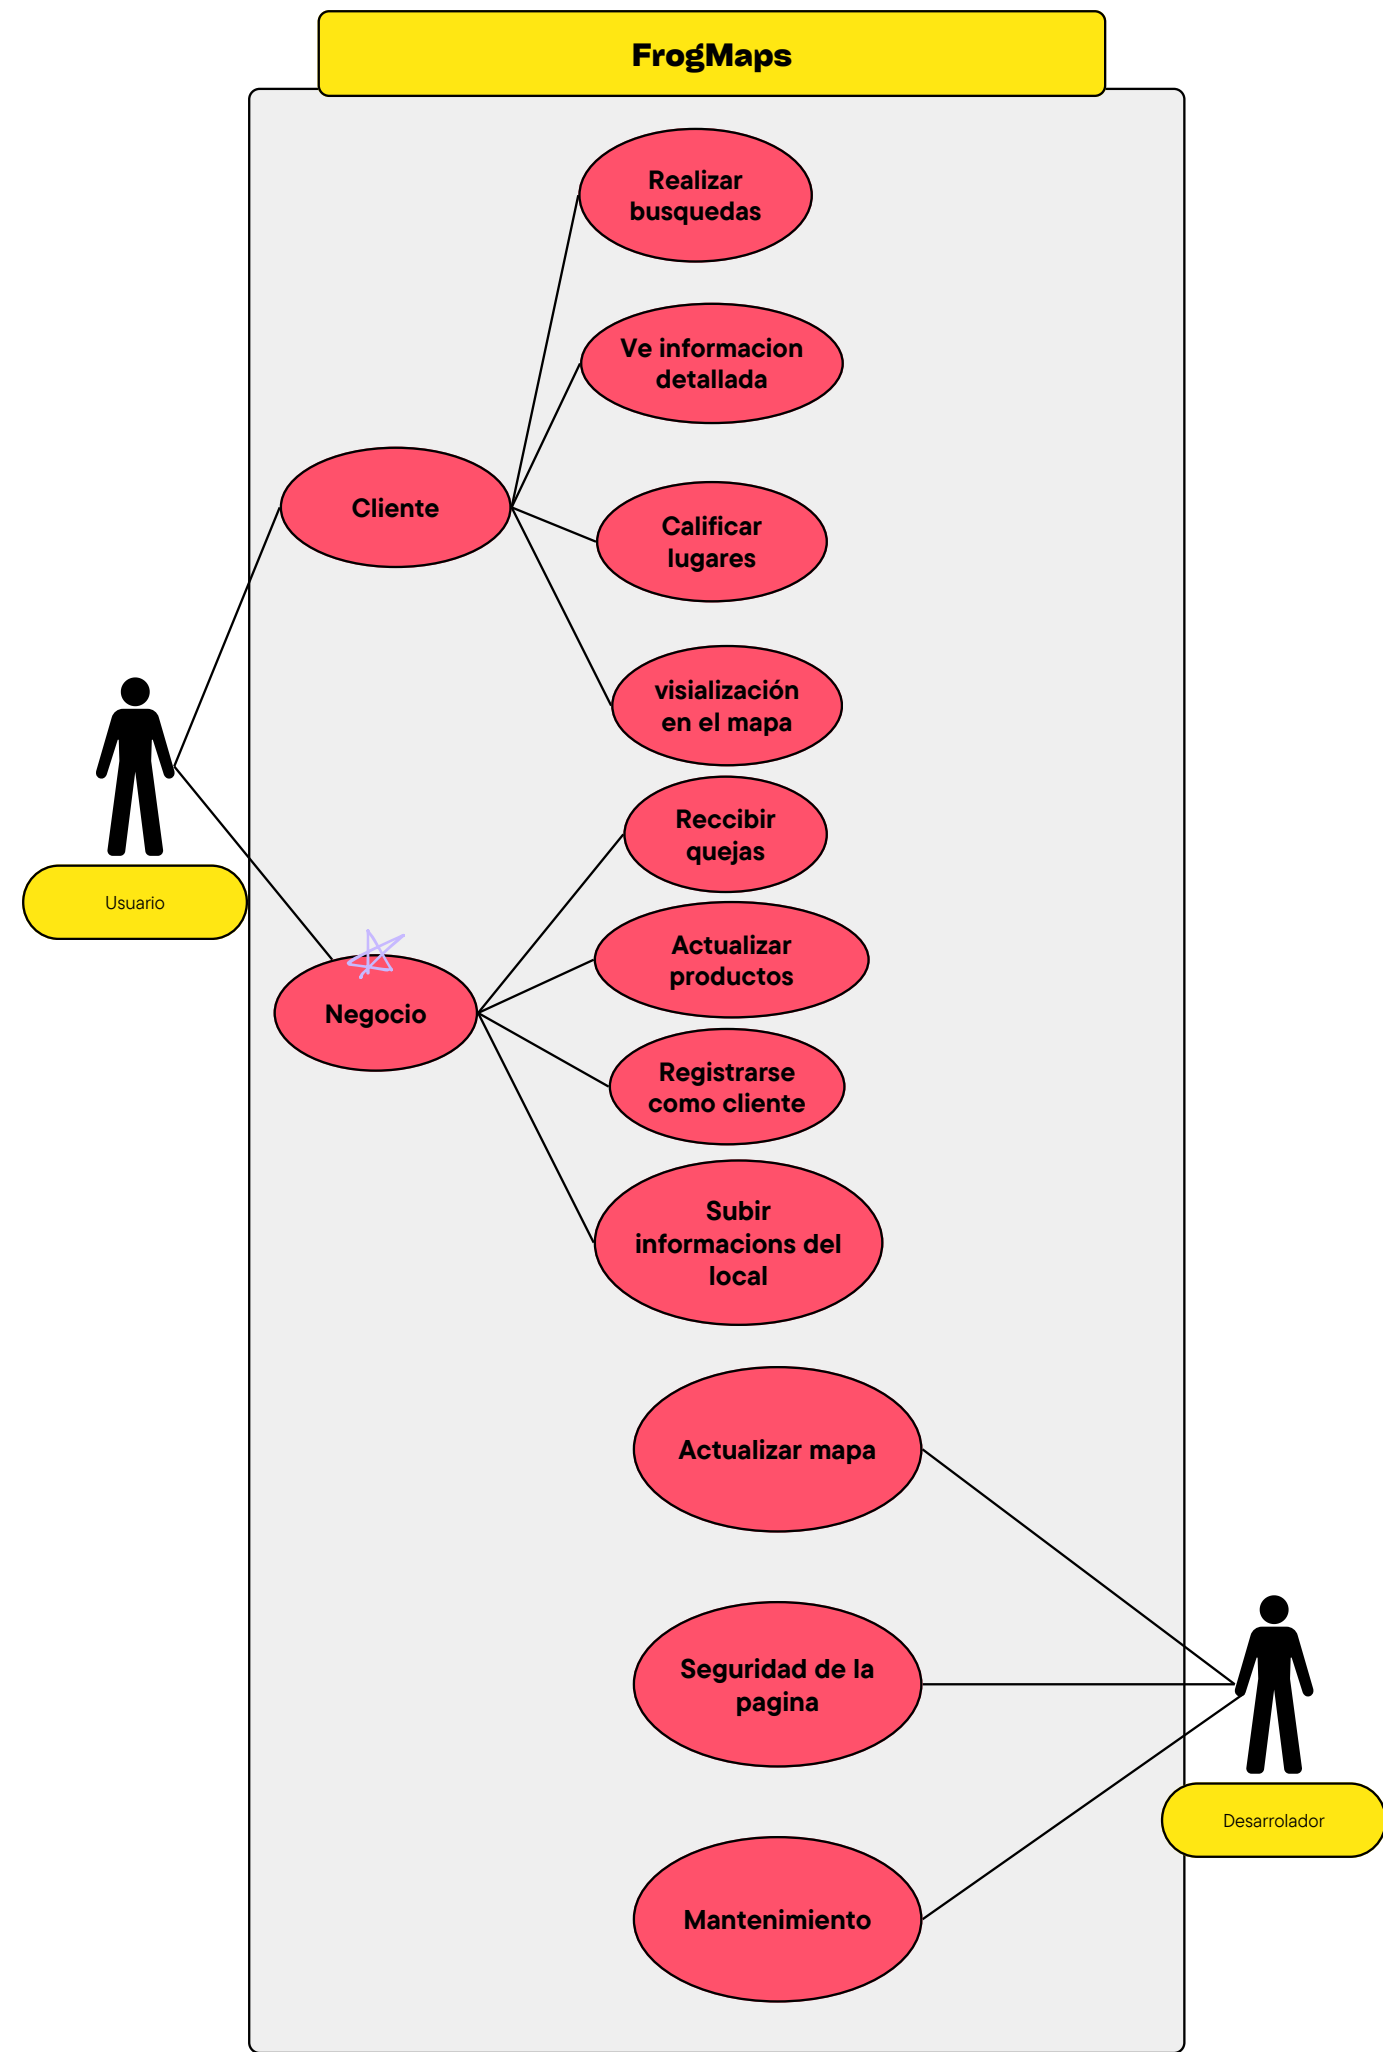 FrogMaps
Realizar
busquedas
Ve informacion
detallada
Calificar
lugares
Cliente
visialización
en el mapa
Reccibir
quejas
Usuario
Actualizar
productos
Negocio
Registrarse
como cliente
Subir
informacions del
local
Actualizar mapa
Seguridad de la
pagina
Desarrolador
Mantenimiento